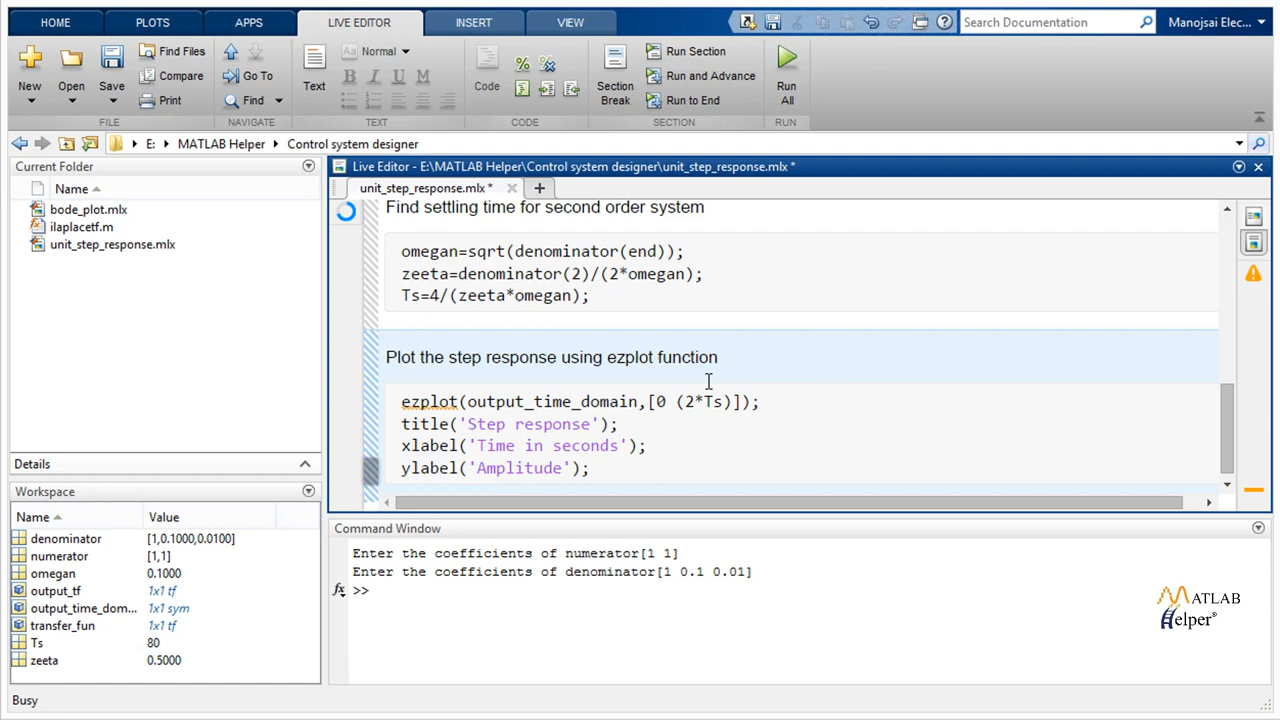 HOME
PLOTS
APPS
LIVE EDITOR
INSERT
VIEW
Search Documentation
Manojsai Elec...
New
Open
Save
Find Files
Compare
Print
FILE
Go To
Find
NAVIGATE
Text
Aa Normal
B I U M
TEXT
Code
CODE
Section Break
Run Section
Run and Advance
Run to End
SECTION
Run All
RUN
E: MATLAB Helper Control system designer
Current Folder
Name
bode_plot.mlx
ilaplacetf.m
unit_step_response.mlx
Details
Workspace
Name Value
denominator [1,0.1000,0.0100]
numerator [1,1]
omegan 0.1000
output_tf 1x1 tf
output_time_dom... 1x1 sym
transfer_fun 1x1 tf
Ts 80
zeeta 0.5000
Busy
Live Editor - E:\MATLAB Helper\Control system designer\unit_step_response.mlx *
unit_step_response.mlx *
Find settling time for second order system
omegan=sqrt(denominator(end));
zeeta=denominator(2)/(2*omegan);
Ts=4/(zeeta*omegan);
Plot the step response using ezplot function
ezplot(output_time_domain,[0 (2*Ts)]);
title('Step response');
xlabel('Time in seconds');
ylabel('Amplitude');
Command Window
Enter the coefficients of numerator[1 1]
Enter the coefficients of denominator[1 0.1 0.01]
fx >>
MATLAB
Helper®